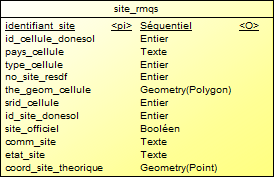 site_rmqs
identifiant_site <pi> Séquentiel <O>
id_cellule_donesol Entier
pays_cellule Texte
type_cellule Entier
no_site_resdf Entier
the_geom_cellule Geometry(Polygon)
srid_cellule Entier
id_site_donesol Entier
site_officiel Booléen
comm_site Texte
etat_site Texte
coord_site_theorique Geometry(Point)